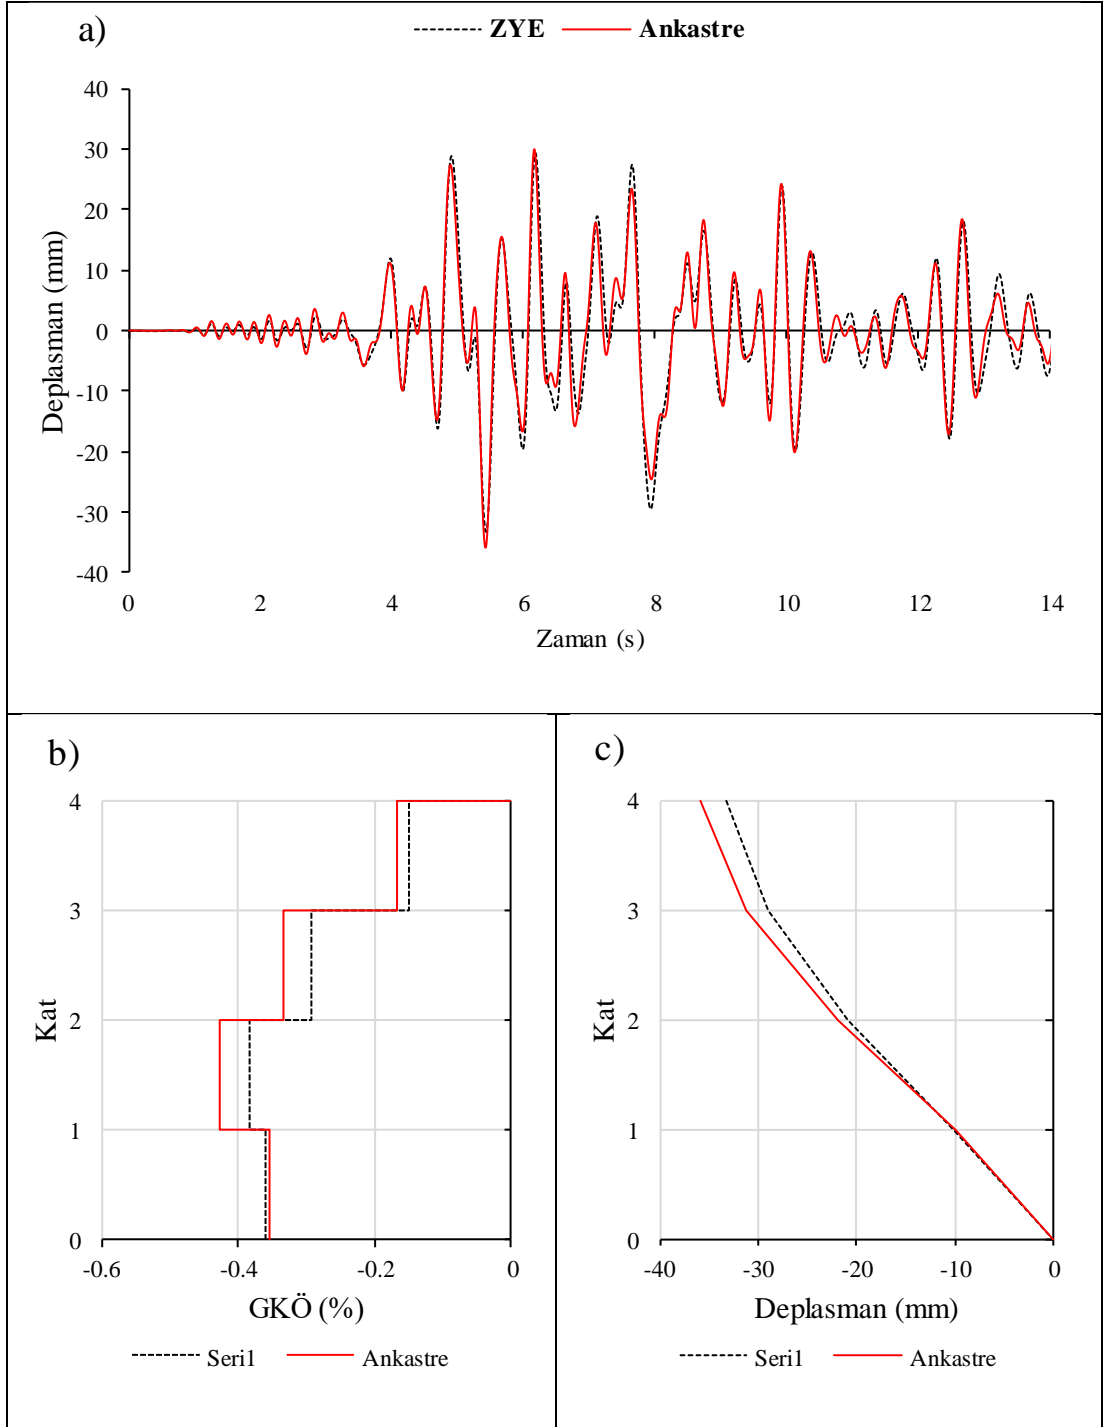 a)
ZYE Ankastre
40
30
20
10
0
-10
-20
-30
-40
Deplasman (mm)
0 2 4 6 8 10 12 14
Zaman (s)
b)
4
3
2
1
0
Kat
-0.6 -0.4 -0.2 0
GKÖ (%)
Seri1 Ankastre
c)
4
3
2
1
0
Kat
-40 -30 -20 -10 0
Deplasman (mm)
Seri1 Ankastre